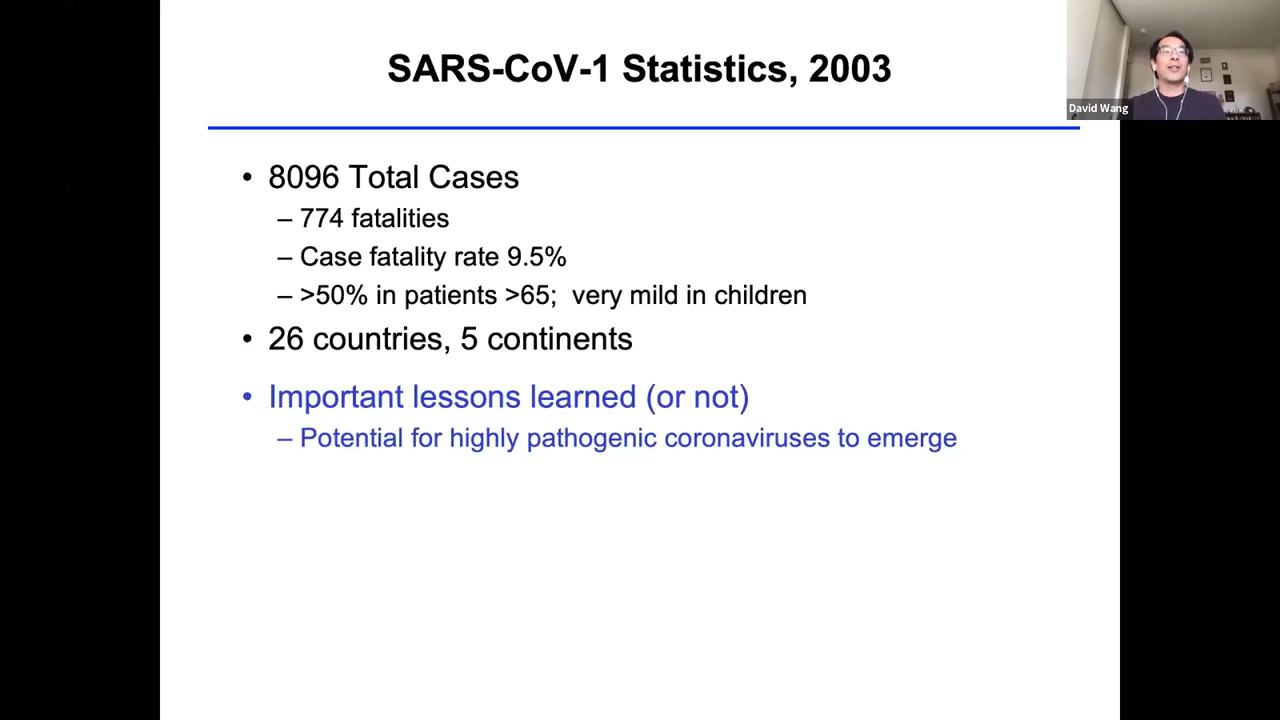 SARS-CoV-1 Statistics, 2003
David Wang
• 8096 Total Cases
– 774 fatalities
– Case fatality rate 9.5%
– >50% in patients >65; very mild in children
• 26 countries, 5 continents
• Important lessons learned (or not)
– Potential for highly pathogenic coronaviruses to emerge